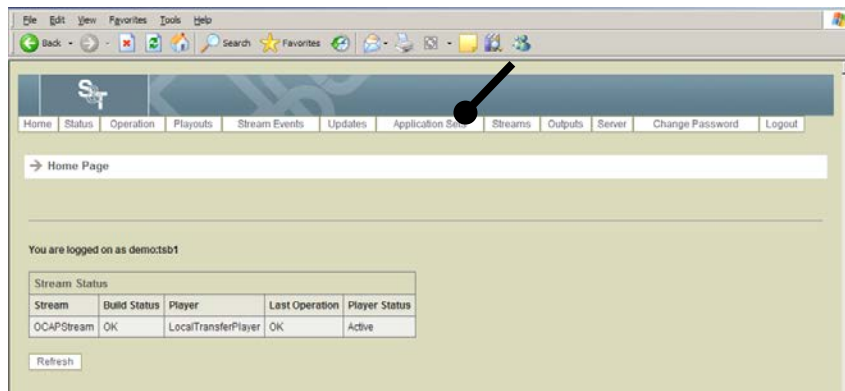 File Edit View Favorites Tools Help
Back Search Favorites
S&T
Home Status Operation Playouts Stream Events Updates Application Sets Streams Outputs Server Change Password Logout
→ Home Page
You are logged on as demo:tsb1
Stream Status
Stream Build Status Player Last Operation Player Status
OCAPStream OK LocalTransferPlayer OK Active
Refresh